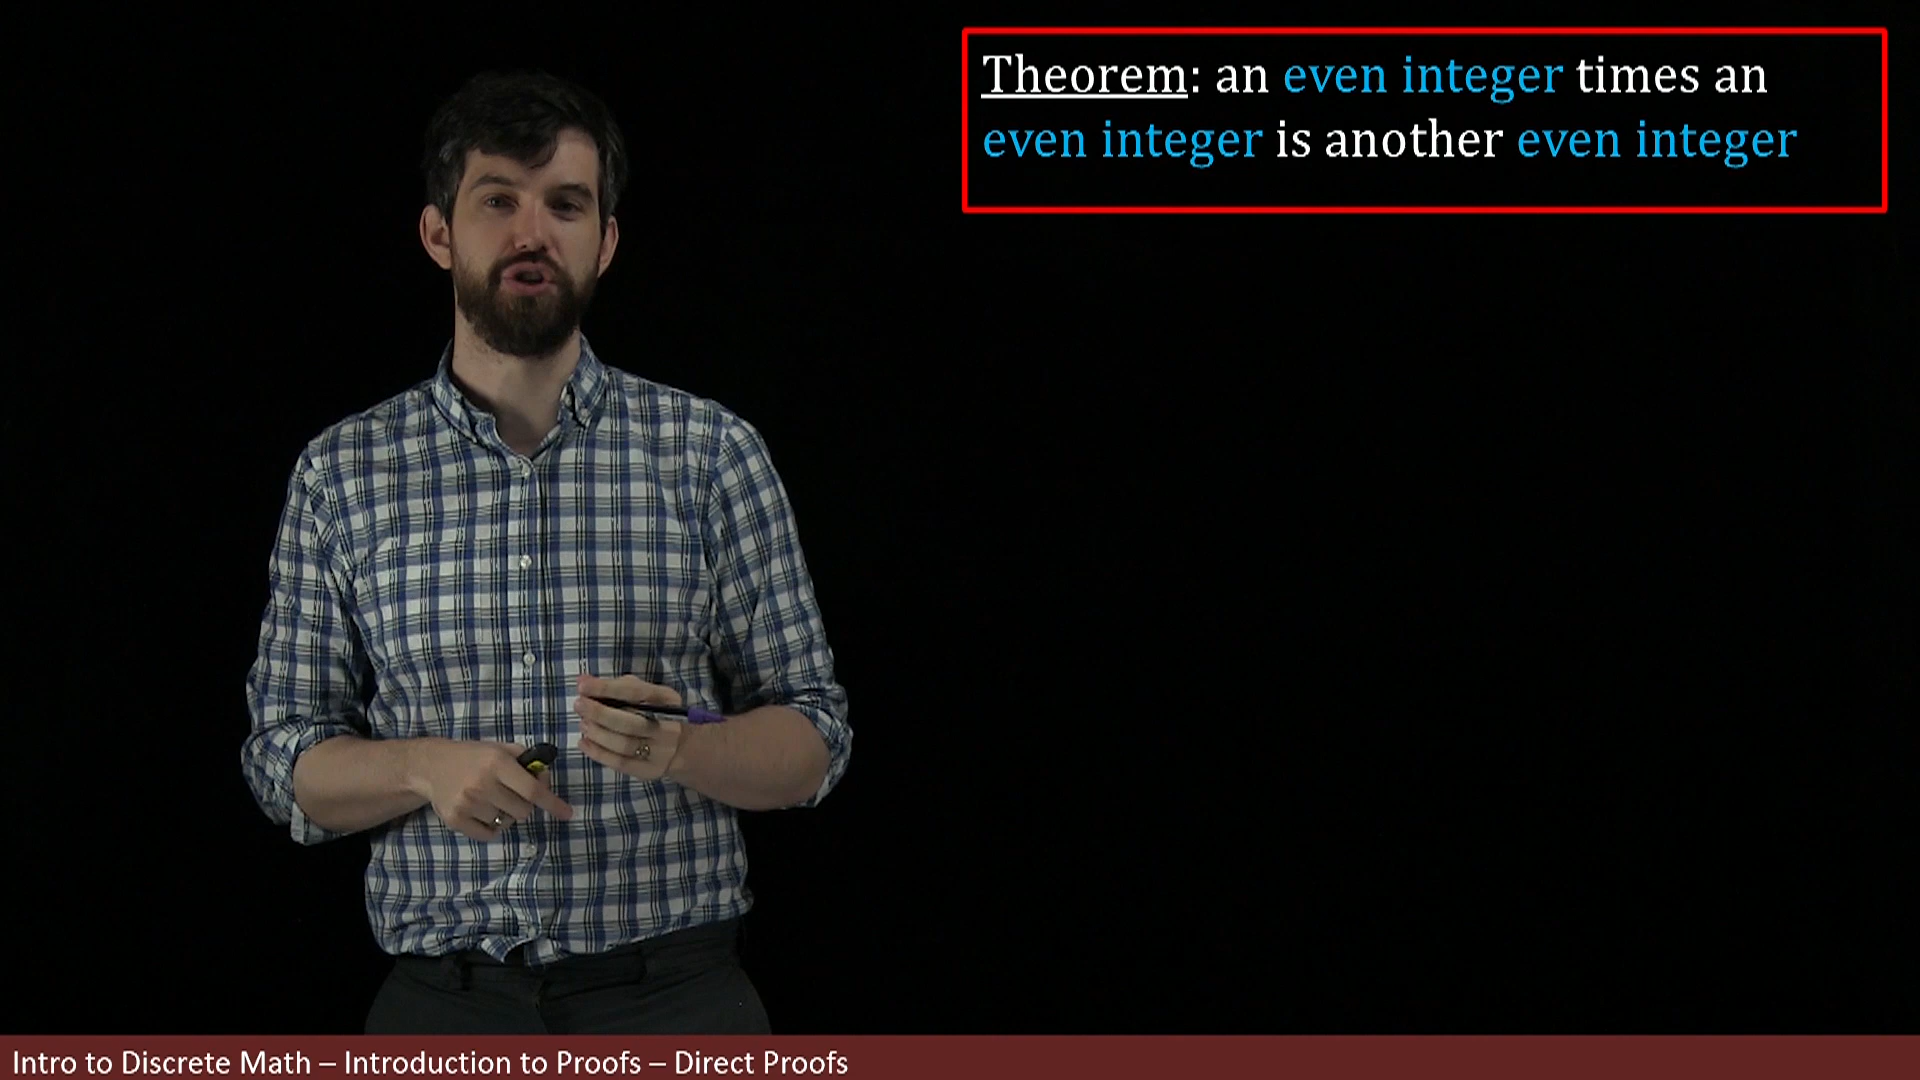 Theorem: an even integer times an
even integer is another even integer
Intro to Discrete Math – Introduction to Proofs – Direct Proofs